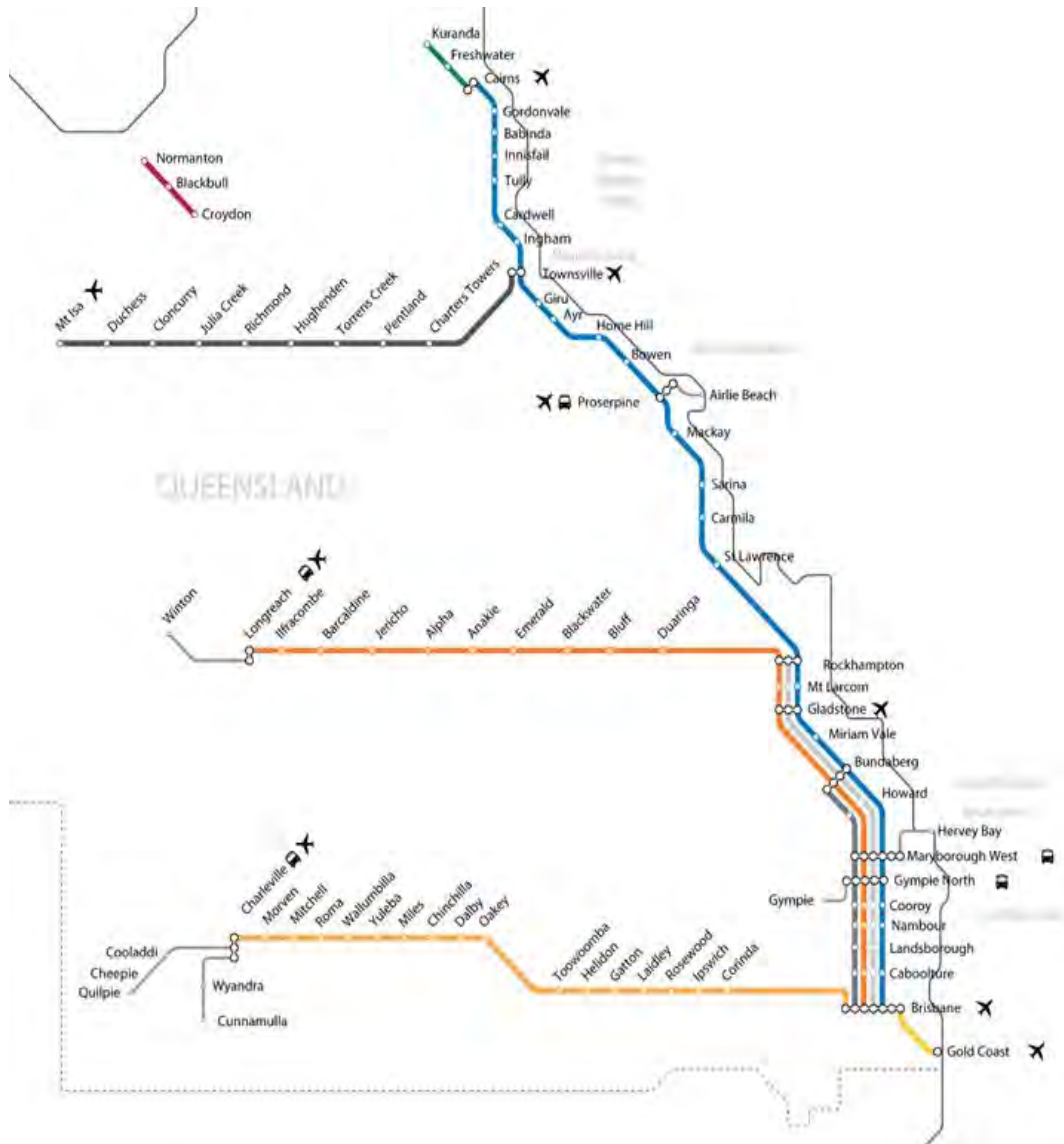 Kuranda
Freshwater
Cairns
Gordonvale
Babinda
Innisfail
Tully
Cardwell
Ingham
Townsville
Normanton
Blackbull
Croydon
Mt Isa
Duchess
Cloncurry
Julia Creek
Richmond
Hughenden
Torrens Creek
Pentland
Charters Towers
Giru
Ayr
Home Hill
Bowen
Proserpine
Airlie Beach
Mackay
Sarina
Carmila
St Lawrence
QUEENSLAND
Winton
Longreach
Ilfracombe
Barcaldine
Jericho
Alpha
Anakie
Emerald
Blackwater
Bluff
Duaringa
Rockhampton
Mt Larcom
Gladstone
Miriam Vale
Bundaberg
Howard
Hervey Bay
Maryborough West
Gympie North
Gympie
Cooroy
Nambour
Landsborough
Caboolture
Brisbane
Gold Coast
Charleville
Morven
Mitchell
Roma
Wallumbilla
Yuleba
Miles
Chinchilla
Dalby
Oakey
Toowoomba
Helidon
Gatton
Laidley
Rosewood
Ipswich
Corinda
Cooladdi
Cheepie
Quilpie
Wyandra
Cunnamulla